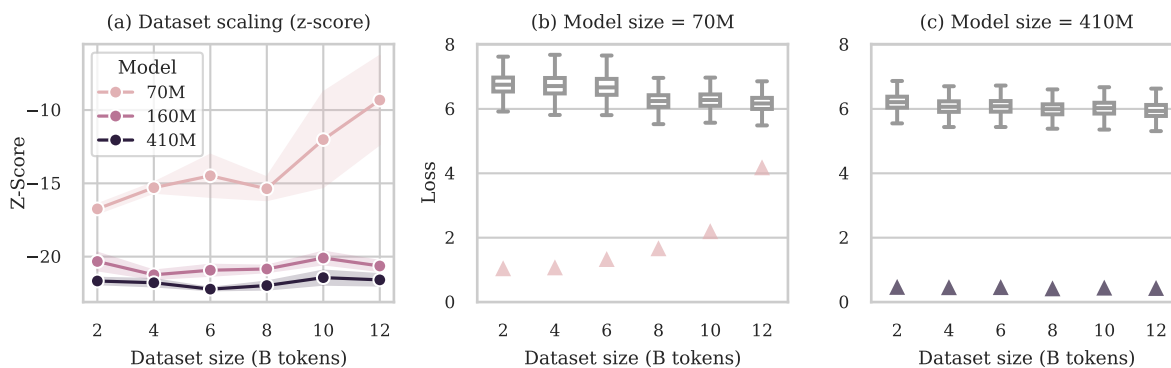 (a) Dataset scaling (z-score)
Z-Score
−10
−15
−20
Model
70M
160M
410M
2 4 6 8 10 12
Dataset size (B tokens)
(b) Model size = 70M
Loss
8
6
4
2
0
2 4 6 8 10 12
Dataset size (B tokens)
(c) Model size = 410M
8
6
4
2
0
2 4 6 8 10 12
Dataset size (B tokens)